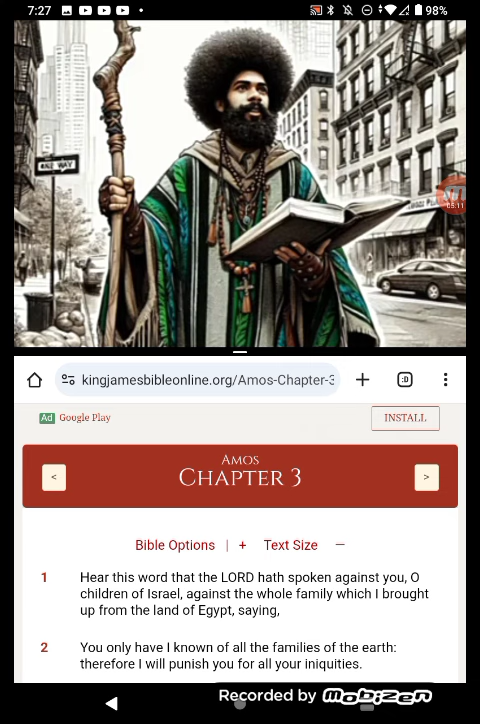 7:27
98%
ONE WAY
05:11
kingjamesbibleonline.org/Amos-Chapter-3
:D
Ad Google Play
INSTALL
AMOS
CHAPTER 3
<
>
Bible Options | + Text Size —
1 Hear this word that the LORD hath spoken against you, O
children of Israel, against the whole family which I brought
up from the land of Egypt, saying,
2 You only have I known of all the families of the earth:
therefore I will punish you for all your iniquities.
Recorded by Mobizen